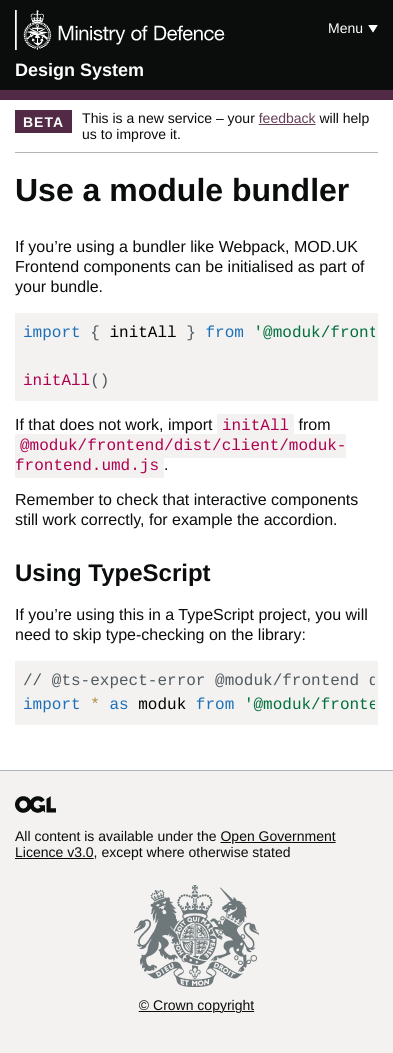 Ministry of Defence
Menu
Design System
BETA
This is a new service – your feedback will help
us to improve it.
Use a module bundler
If you’re using a bundler like Webpack, MOD.UK
Frontend components can be initialised as part of
your bundle.
import { initAll } from '@moduk/front
initAll()
If that does not work, import initAll from
@moduk/frontend/dist/client/moduk-
frontend.umd.js.
Remember to check that interactive components
still work correctly, for example the accordion.
Using TypeScript
If you’re using this in a TypeScript project, you will
need to skip type-checking on the library:
// @ts-expect-error @moduk/frontend
import * as moduk from '@moduk/fronte
OGL
All content is available under the Open Government
Licence v3.0, except where otherwise stated
DIEU ET MON DROIT
© Crown copyright